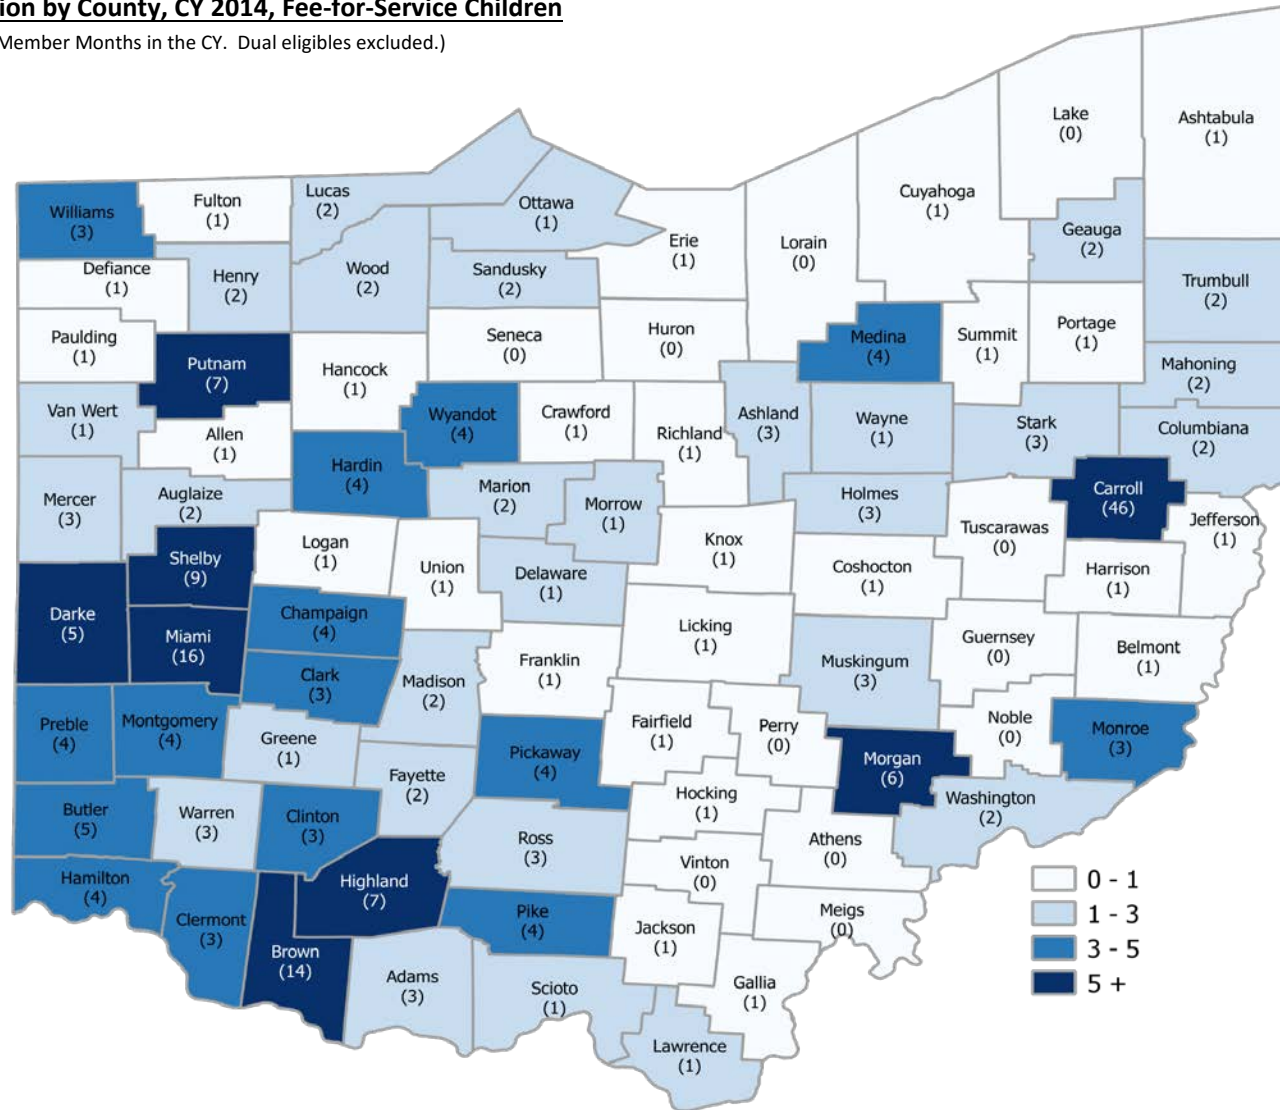 ion by County, CY 2014, Fee-for-Service Children
Member Months in the CY.  Dual eligibles excluded.)
Lake
(0)
Ashtabula
(1)
Cuyahoga
(1)
Williams
(3)
Fulton
(1)
Lucas
(2)
Ottawa
(1)
Erie
(1)
Lorain
(0)
Geauga
(2)
Defiance
(1)
Henry
(2)
Wood
(2)
Sandusky
(2)
Trumbull
(2)
Paulding
(1)
Putnam
(7)
Hancock
(1)
Seneca
(0)
Huron
(0)
Medina
(4)
Summit
(1)
Portage
(1)
Mahoning
(2)
Van Wert
(1)
Allen
(1)
Wyandot
(4)
Crawford
(1)
Richland
(1)
Ashland
(3)
Wayne
(1)
Stark
(3)
Columbiana
(2)
Mercer
(3)
Auglaize
(2)
Hardin
(4)
Marion
(2)
Morrow
(1)
Holmes
(3)
Tuscarawas
(0)
Carroll
(46)
Jefferson
(1)
Shelby
(9)
Logan
(1)
Union
(1)
Delaware
(1)
Knox
(1)
Coshocton
(1)
Harrison
(1)
Darke
(5)
Miami
(16)
Champaign
(4)
Clark
(3)
Madison
(2)
Franklin
(1)
Licking
(1)
Muskingum
(3)
Guernsey
(0)
Belmont
(1)
Preble
(4)
Montgomery
(4)
Greene
(1)
Fayette
(2)
Pickaway
(4)
Fairfield
(1)
Perry
(0)
Morgan
(6)
Noble
(0)
Monroe
(3)
Butler
(5)
Warren
(3)
Clinton
(3)
Ross
(3)
Hocking
(1)
Athens
(0)
Washington
(2)
Hamilton
(4)
Clermont
(3)
Highland
(7)
Pike
(4)
Vinton
(0)
Jackson
(1)
Meigs
(0)
Brown
(14)
Adams
(3)
Scioto
(1)
Gallia
(1)
Lawrence
(1)
0 - 1
1 - 3
3 - 5
5 +